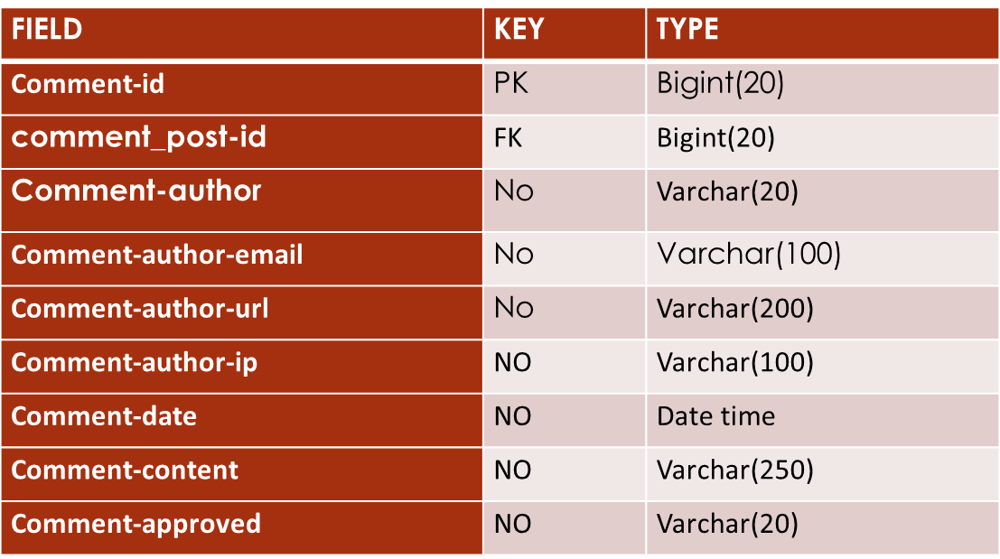 FIELD KEY TYPE
Comment-id PK Bigint(20)
comment_post-id FK Bigint(20)
Comment-author No Varchar(20)
Comment-author-email No Varchar(100)
Comment-author-url No Varchar(200)
Comment-author-ip NO Varchar(100)
Comment-date NO Date time
Comment-content NO Varchar(250)
Comment-approved NO Varchar(20)